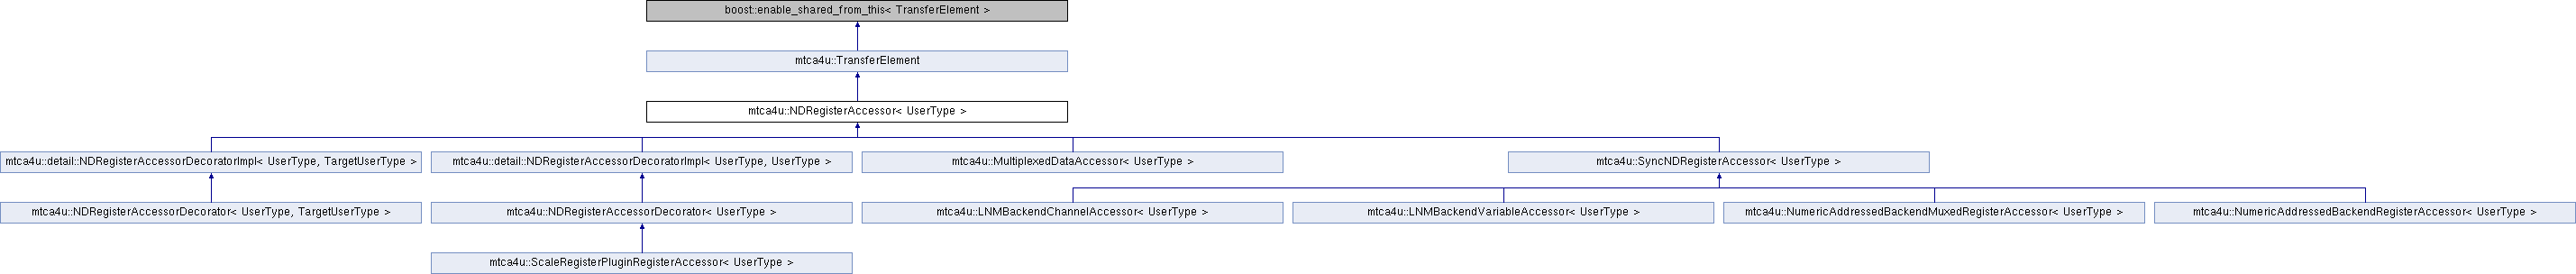 boost::enable_shared_from_this< TransferElement >
mtca4u::TransferElement
mtca4u::NDRegisterAccessor< UserType >
mtca4u::detail::NDRegisterAccessorDecoratorImpl< UserType, TargetUserType >
mtca4u::detail::NDRegisterAccessorDecoratorImpl< UserType, UserType >
mtca4u::MultiplexedDataAccessor< UserType >
mtca4u::SyncNDRegisterAccessor< UserType >
mtca4u::NDRegisterAccessorDecorator< UserType, TargetUserType >
mtca4u::NDRegisterAccessorDecorator< UserType >
mtca4u::LNMBackendChannelAccessor< UserType >
mtca4u::LNMBackendVariableAccessor< UserType >
mtca4u::NumericAddressedBackendMuxedRegisterAccessor< UserType >
mtca4u::NumericAddressedBackendRegisterAccessor< UserType >
mtca4u::ScaleRegisterPluginRegisterAccessor< UserType >